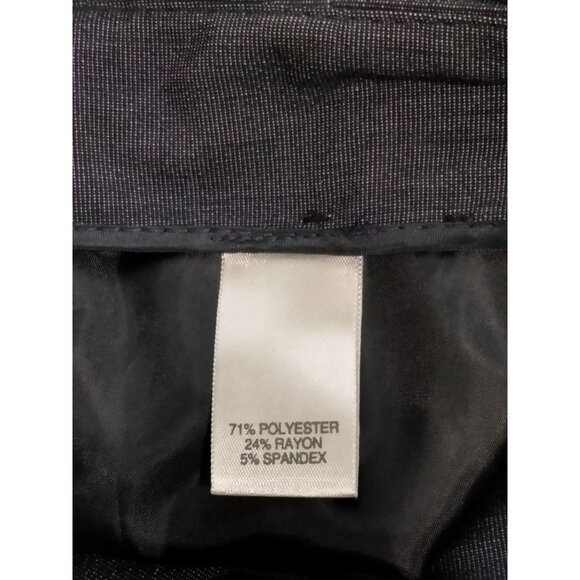 71% POLYESTER
24% RAYON
5% SPANDEX